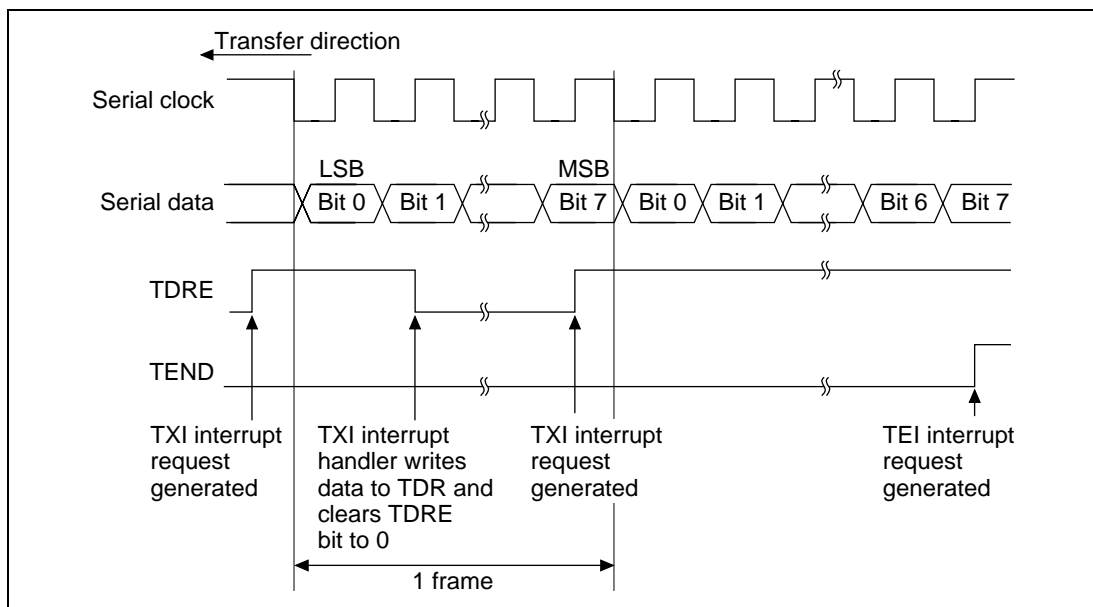 Transfer direction
Serial clock
LSB
MSB
Serial data
Bit 0
Bit 1
Bit 7
Bit 0
Bit 1
Bit 6
Bit 7
TDRE
TEND
TXI interrupt
request
generated
TXI interrupt
handler writes
data to TDR and
clears TDRE
bit to 0
TXI interrupt
request
generated
TEI interrupt
request
generated
1 frame